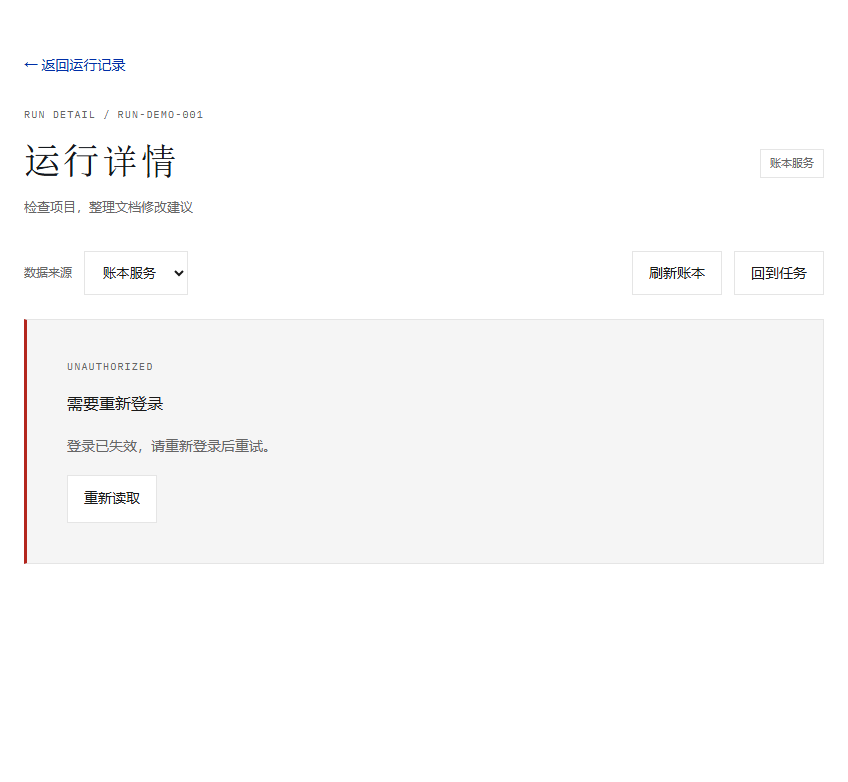 ← 返回运行记录
RUN DETAIL / RUN-DEMO-001
运行详情
账本服务
检查项目，整理文档修改建议
数据来源 账本服务 刷新账本 回到任务
UNAUTHORIZED
需要重新登录
登录已失效，请重新登录后重试。
重新读取